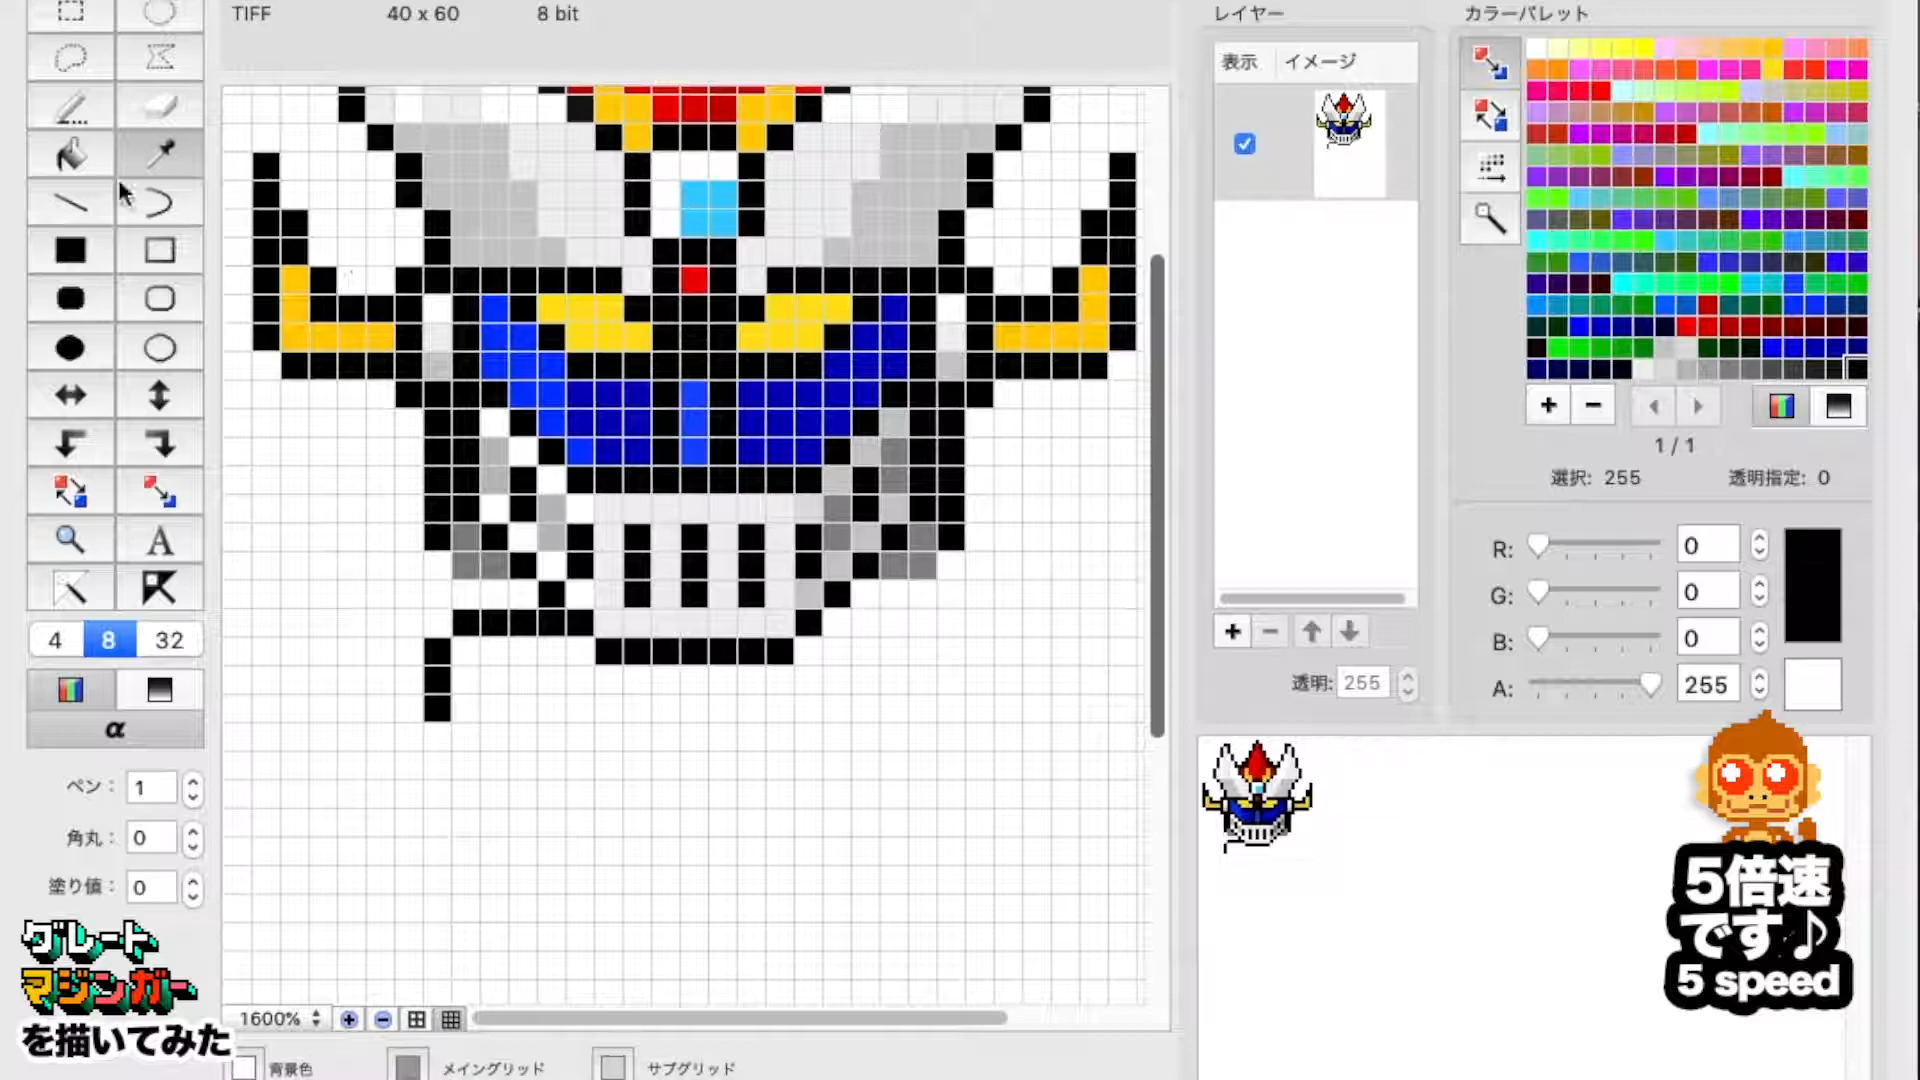 TIFF 40 x 60 8 bit
レイヤー
カラーパレット
表示 イメージ
1 / 1
選択: 255 透明指定: 0
R: 0
G: 0
B: 0
A: 255
透明: 255
A
4 8 32
α
ペン: 1
角丸: 0
塗り値: 0
1600%
背景色 メイングリッド サブグリッド
グレート
マジンガー
を描いてみた
5倍速
です♪
5 speed